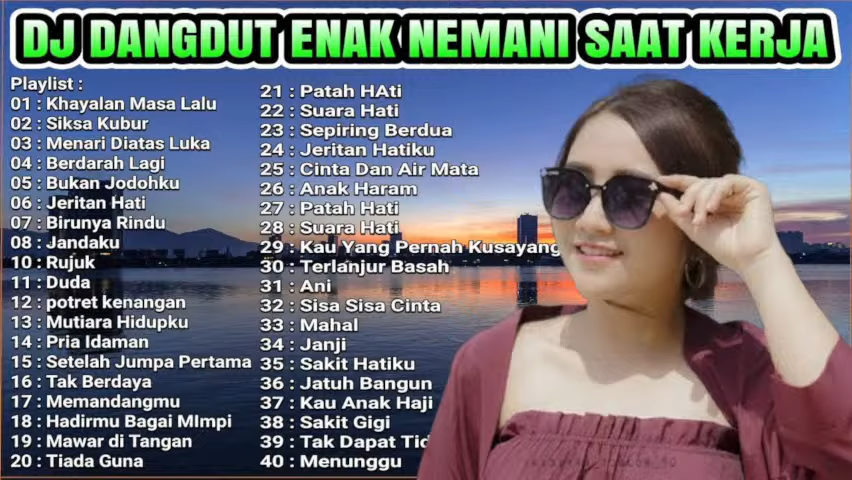 DJ DANGDUT ENAK NEMANI SAAT KERJA
Playlist :
01 : Khayalan Masa Lalu
02 : Siksa Kubur
03 : Menari Diatas Luka
04 : Berdarah Lagi
05 : Bukan Jodohku
06 : Jeritan Hati
07 : Birunya Rindu
08 : Jandaku
10 : Rujuk
11 : Duda
12 : potret kenangan
13 : Mutiara Hidupku
14 : Pria Idaman
15 : Setelah Jumpa Pertama
16 : Tak Berdaya
17 : Memandangmu
18 : Hadirmu Bagai MImpi
19 : Mawar di Tangan
20 : Tiada Guna
21 : Patah HAti
22 : Suara Hati
23 : Sepiring Berdua
24 : Jeritan Hatiku
25 : Cinta Dan Air Mata
26 : Anak Haram
27 : Patah Hati
28 : Suara Hati
29 : Kau Yang Pernah Kusayang
30 : Terlanjur Basah
31 : Ani
32 : Sisa Sisa Cinta
33 : Mahal
34 : Janji
35 : Sakit Hatiku
36 : Jatuh Bangun
37 : Kau Anak Haji
38 : Sakit Gigi
39 : Tak Dapat Tid
40 : Menunggu